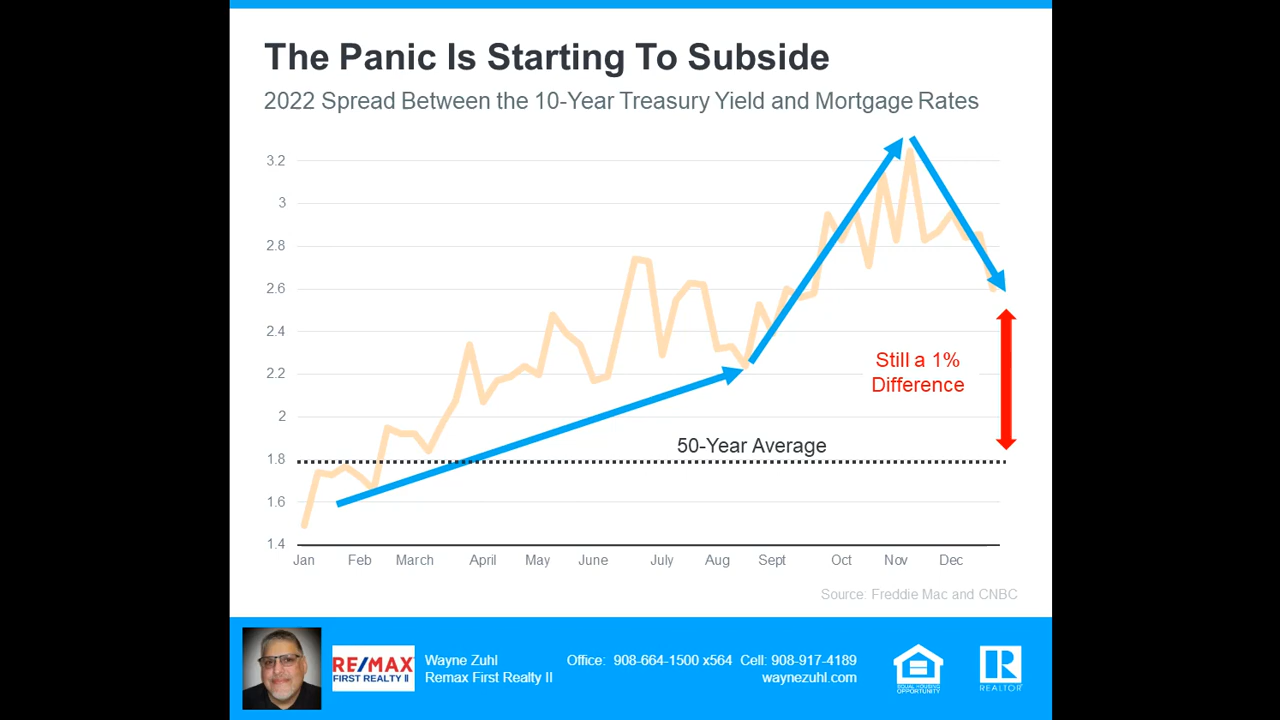 The Panic Is Starting To Subside
2022 Spread Between the 10-Year Treasury Yield and Mortgage Rates
3.2
3
2.8
2.6
2.4
2.2
2
1.8
1.6
1.4
Still a 1%
Difference
50-Year Average
Jan Feb March April May June July Aug Sept Oct Nov Dec
Source: Freddie Mac and CNBC
RE/MAX
FIRST REALTY II
Wayne Zuhl
Remax First Realty II
Office: 908-664-1500 x564 Cell: 908-917-4189
waynezuhl.com
EQUAL HOUSING
OPPORTUNITY
R
REALTOR®